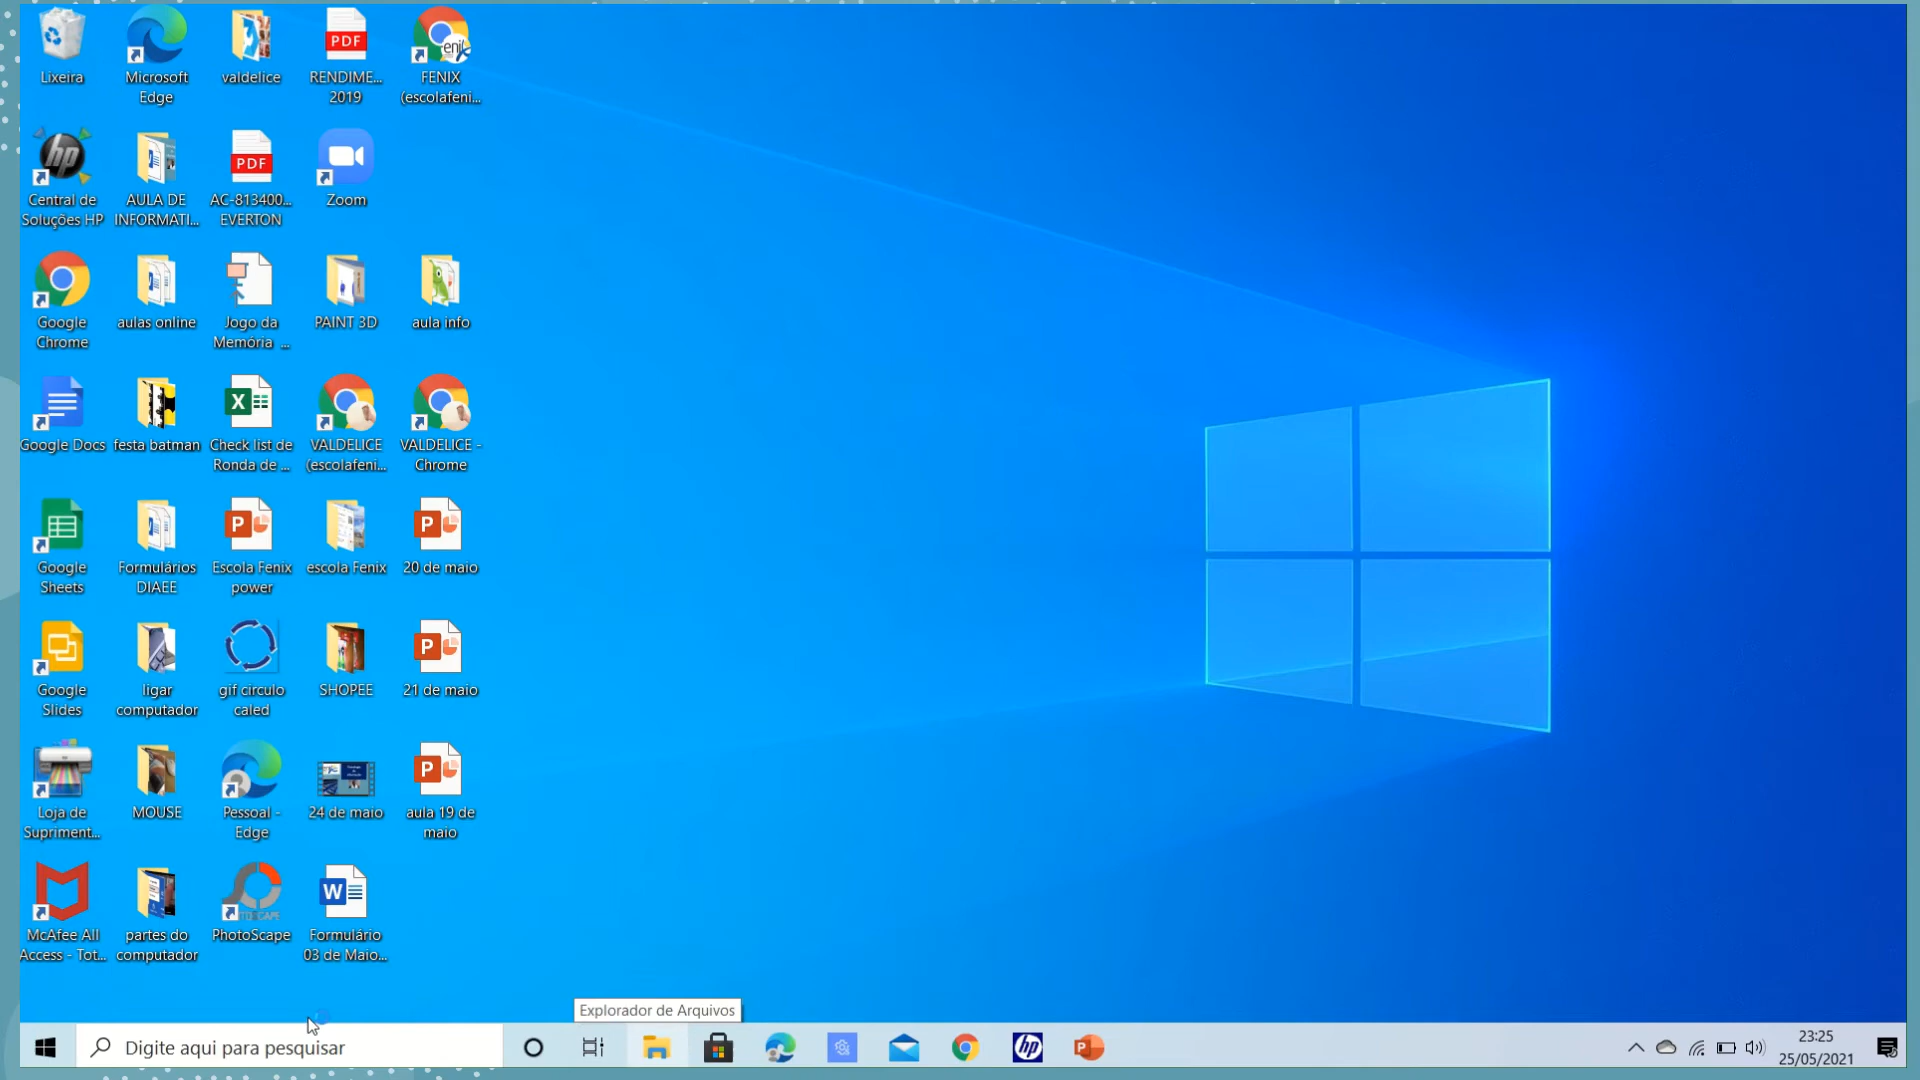 Lixeira
Microsoft
Edge
valdelice
PDF
RENDIME...
2019
enix
FENIX
(escolafeni...
hp
Central de
Soluções HP
AULA DE
INFORMATI...
PDF
AC-813400...
EVERTON
Zoom
Google
Chrome
aulas online
Jogo da
Memória ...
PAINT 3D
aula info
Google Docs
festa batman
X
Check list de
Ronda de ...
VALDELICE
(escolafeni...
VALDELICE -
Chrome
Google
Sheets
Formulários
DIAEE
P
Escola Fenix
power
escola Fenix
P
20 de maio
Google
Slides
ligar
computador
gif circulo
caled
SHOPEE
P
21 de maio
Loja de
Supriment...
MOUSE
Pessoal -
Edge
24 de maio
P
aula 19 de
maio
McAfee All
Access - Tot...
partes do
computador
PhotoScape
W
Formulário
03 de Maio...
Explorador de Arquivos
Digite aqui para pesquisar
hp
P
23:25
25/05/2021